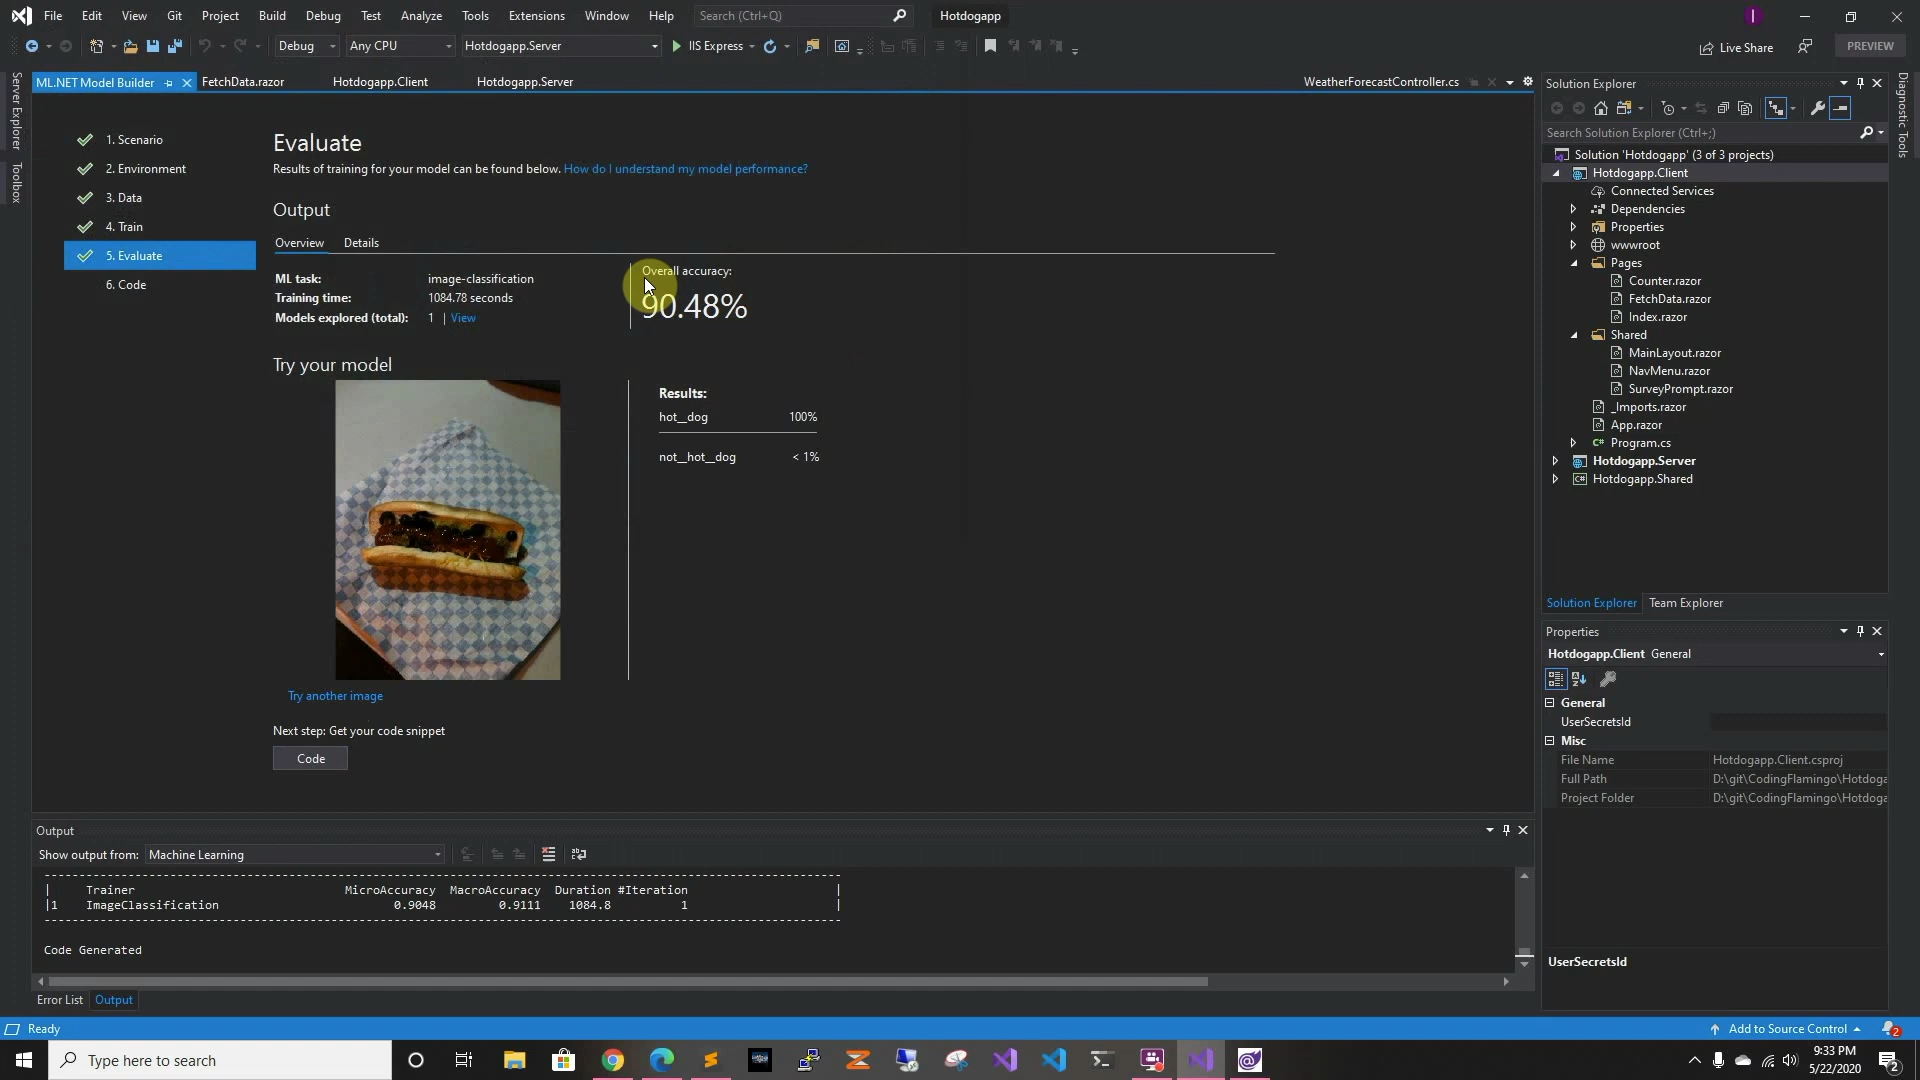 File Edit View Git Project Build Debug Test Analyze Tools Extensions Window Help Search (Ctrl+Q) Hotdogapp
Debug Any CPU Hotdogapp.Server IIS Express Live Share PREVIEW
Server Explorer
Toolbox
ML.NET Model Builder FetchData.razor Hotdogapp.Client Hotdogapp.Server WeatherForecastController.cs
1. Scenario
2. Environment
3. Data
4. Train
5. Evaluate
6. Code
Evaluate
Results of training for your model can be found below. How do I understand my model performance?
Output
Overview Details
ML task: image-classification
Training time: 1084.78 seconds
Models explored (total): 1 | View
Overall accuracy:
90.48%
Try your model
Results:
hot_dog 100%
not_hot_dog < 1%
Try another image
Next step: Get your code snippet
Code
Output
Show output from: Machine Learning
| Trainer MicroAccuracy MacroAccuracy Duration #Iteration |
|1 ImageClassification 0.9048 0.9111 1084.8 1 |
Code Generated
Error List Output
Solution Explorer
Search Solution Explorer (Ctrl+;)
Solution 'Hotdogapp' (3 of 3 projects)
Hotdogapp.Client
Connected Services
Dependencies
Properties
wwwroot
Pages
Counter.razor
FetchData.razor
Index.razor
Shared
MainLayout.razor
NavMenu.razor
SurveyPrompt.razor
_Imports.razor
App.razor
C# Program.cs
Hotdogapp.Server
C# Hotdogapp.Shared
Solution Explorer Team Explorer
Properties
Hotdogapp.Client General
General
UserSecretsId
Misc
File Name Hotdogapp.Client.csproj
Full Path D:\git\CodingFlamingo\Hotdoga
Project Folder D:\git\CodingFlamingo\Hotdoga
UserSecretsId
Diagnostic Tools
Ready Add to Source Control 2
Type here to search
9:33 PM
5/22/2020
2